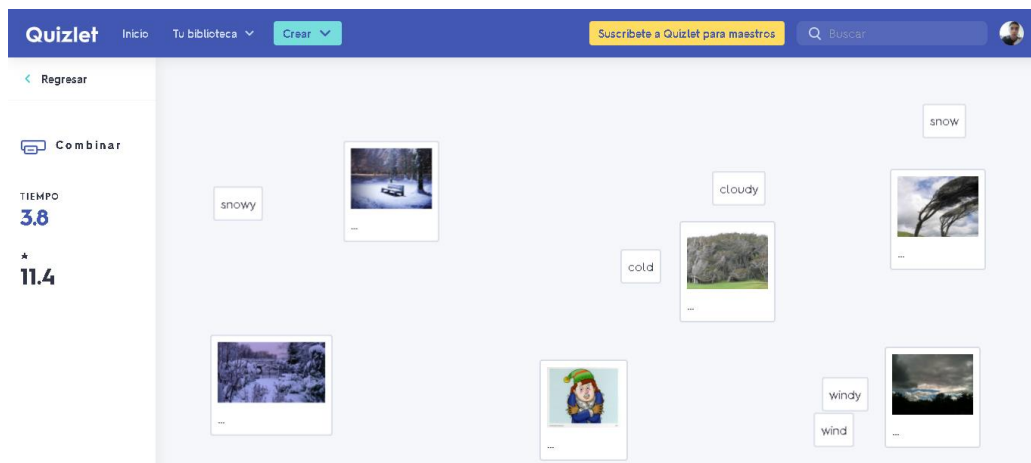 Quizlet Inicio Tu biblioteca Crear Suscríbete a Quizlet para maestros Buscar
Regresar
Combinar
TIEMPO
3.8
11.4
snow
snowy
...
cloudy
...
cold
...
...
...
windy
wind
...